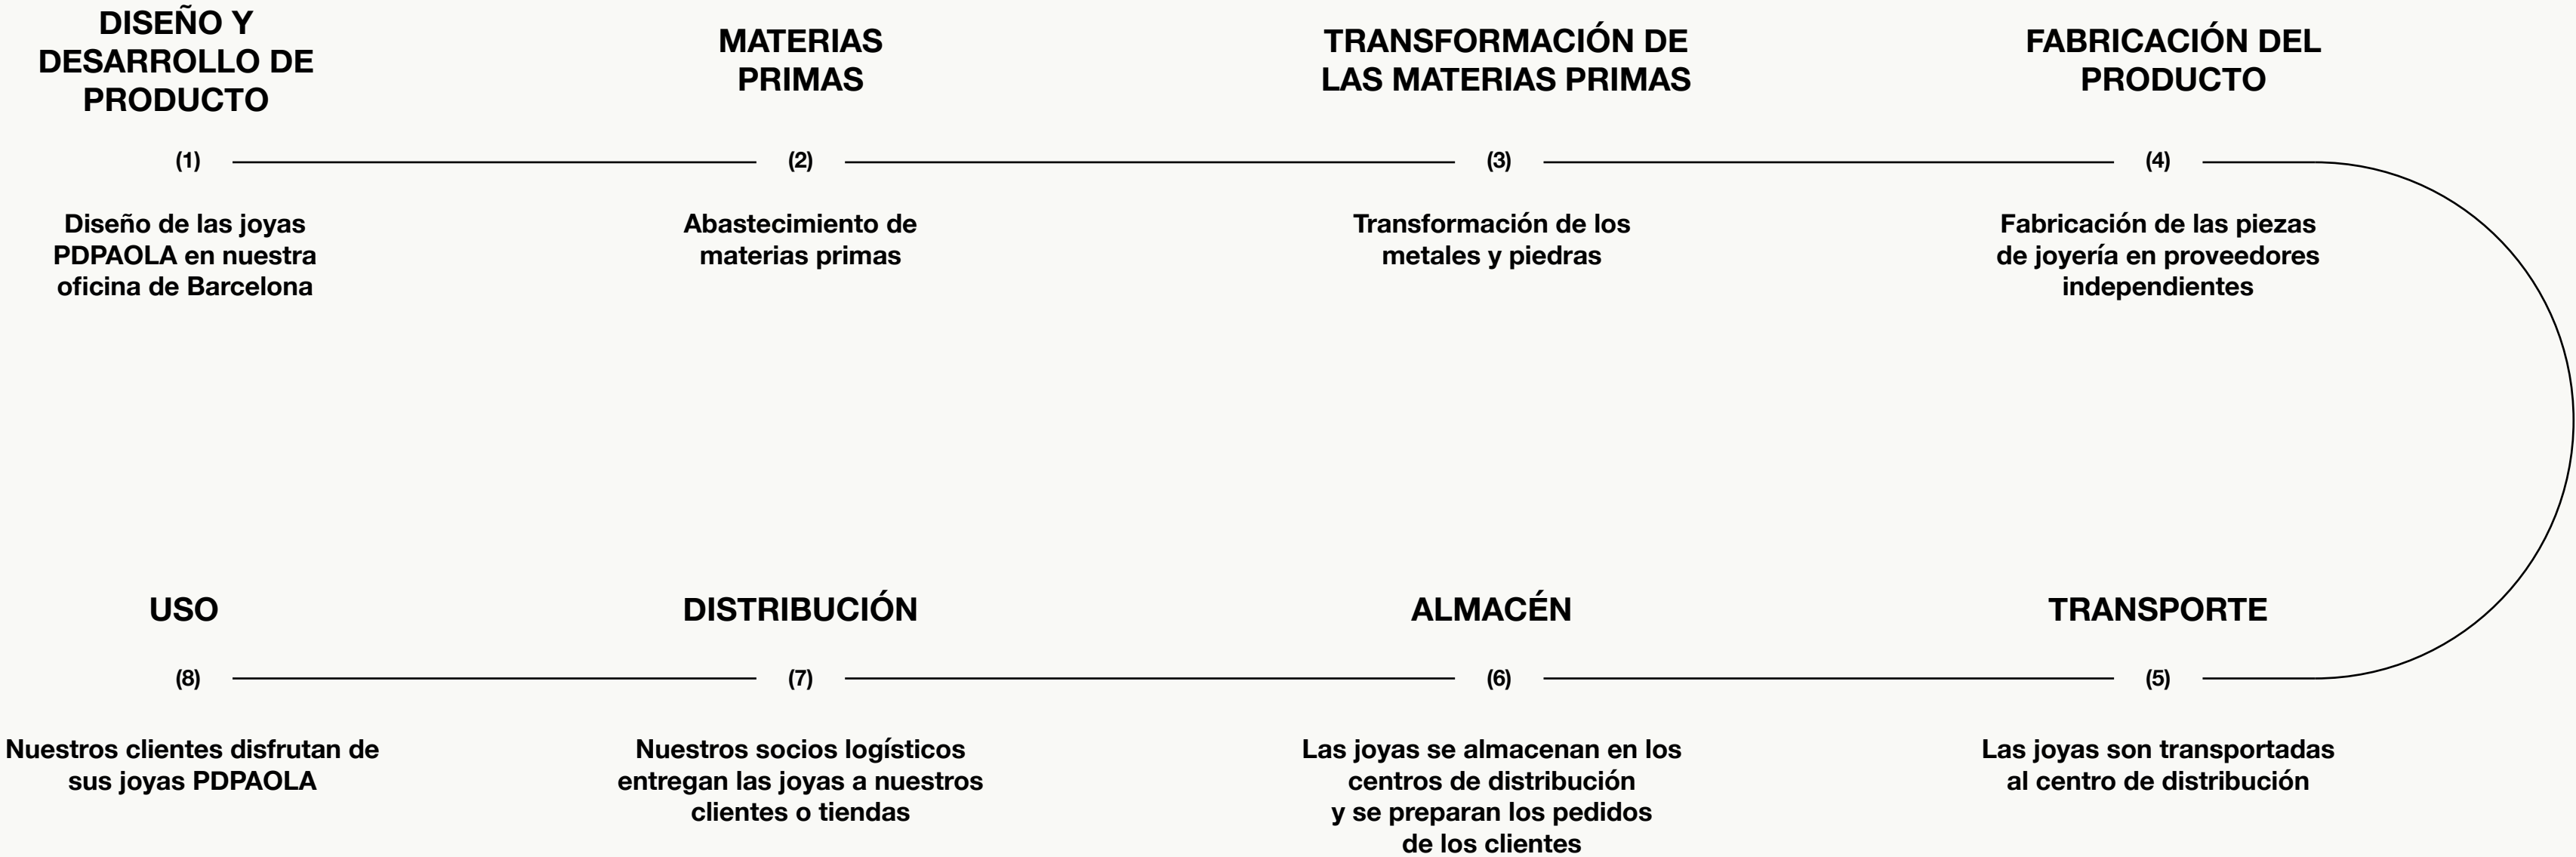 DISEÑO Y
DESARROLLO DE
PRODUCTO
(1)
Diseño de las joyas
PDPAOLA en nuestra
oficina de Barcelona
MATERIAS
PRIMAS
(2)
Abastecimiento de
materias primas
TRANSFORMACIÓN DE
LAS MATERIAS PRIMAS
(3)
Transformación de los
metales y piedras
FABRICACIÓN DEL
PRODUCTO
(4)
Fabricación de las piezas
de joyería en proveedores
independientes
TRANSPORTE
(5)
Las joyas son transportadas
al centro de distribución
ALMACÉN
(6)
Las joyas se almacenan en los
centros de distribución
y se preparan los pedidos
de los clientes
DISTRIBUCIÓN
(7)
Nuestros socios logísticos
entregan las joyas a nuestros
clientes o tiendas
USO
(8)
Nuestros clientes disfrutan de
sus joyas PDPAOLA